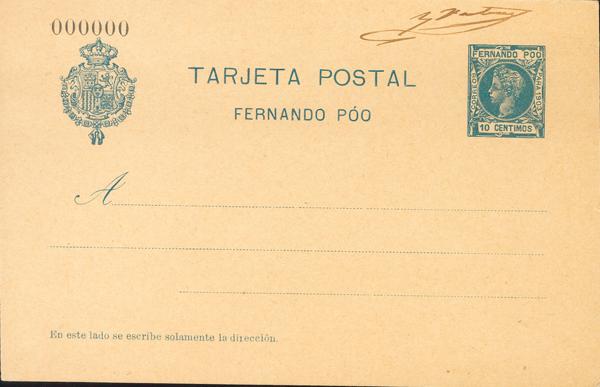 000000
TARJETA POSTAL
FERNANDO PÓO
FERNANDO POO
CORREOS
10 CENTIMOS
A
En este lado se escribe solamente la dirección.